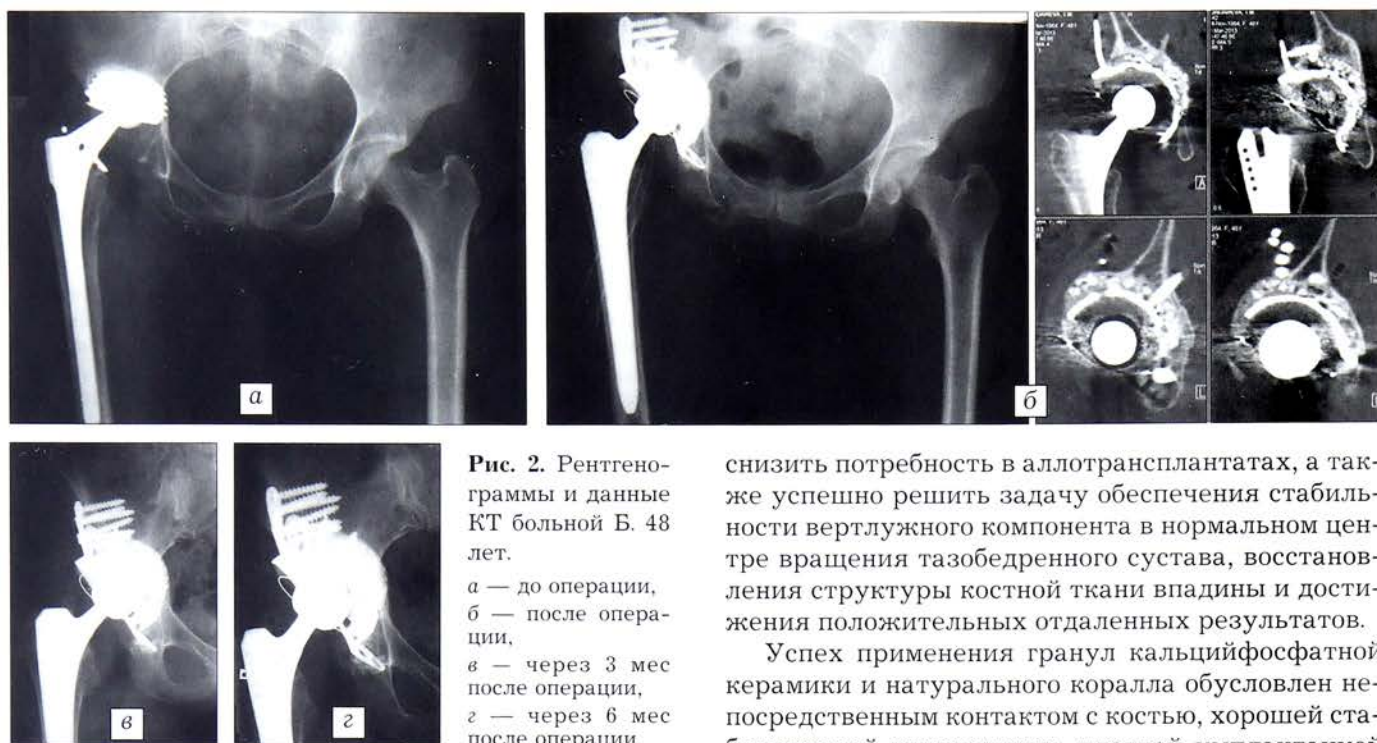 а
б
в
г
Рис. 2. Рентгено-
граммы и данные
КТ больной Б. 48
лет.
а — до операции,
б — после опера-
ции,
в — через 3 мес
после операции,
г — через 6 мес
после операции
снизить потребность в аллотрансплантатах, а так-
же успешно решить задачу обеспечения стабиль-
ности вертлужного компонента в нормальном цен-
тре вращения тазобедренного сустава, восстанов-
ления структуры костной ткани впадины и дости-
жения положительных отдаленных результатов.
Успех применения гранул кальцийфосфатной
керамики и натурального коралла обусловлен не-
посредственным контактом с костью, хорошей ста-